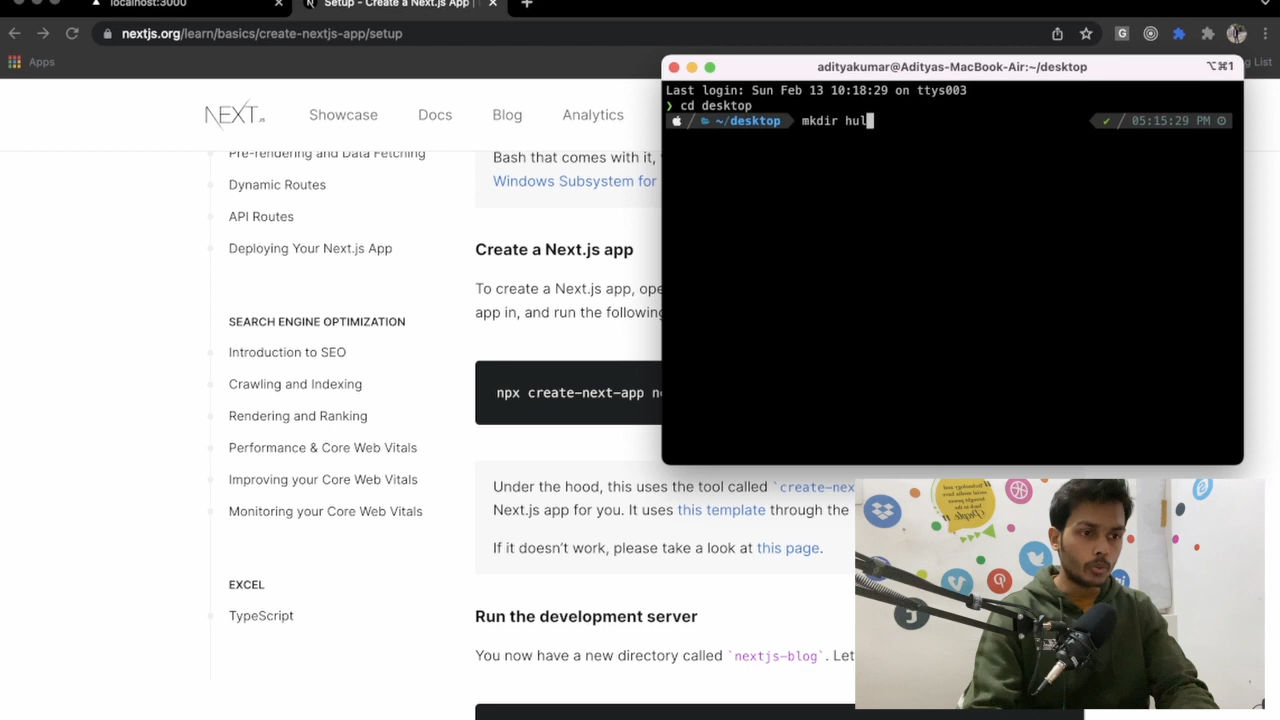 localhost:3000
Setup - Create a Next.js App
nextjs.org/learn/basics/create-nextjs-app/setup
Apps
g List
NEXT.JS
Showcase
Docs
Blog
Analytics
Pre-rendering and Data Fetching
Dynamic Routes
API Routes
Deploying Your Next.js App
SEARCH ENGINE OPTIMIZATION
Introduction to SEO
Crawling and Indexing
Rendering and Ranking
Performance & Core Web Vitals
Improving your Core Web Vitals
Monitoring your Core Web Vitals
EXCEL
TypeScript
Bash that comes with it,
Windows Subsystem for
Create a Next.js app
To create a Next.js app, ope
app in, and run the following
npx create-next-app ne
Under the hood, this uses the tool called `create-nex
Next.js app for you. It uses this template through the
If it doesn't work, please take a look at this page.
Run the development server
You now have a new directory called `nextjs-blog`. Let
adityakumar@Adityas-MacBook-Air:~/desktop
⌥⌘1
Last login: Sun Feb 13 10:18:29 on ttys003
❯ cd desktop
~/desktop mkdir hul
✔ 05:15:29 PM